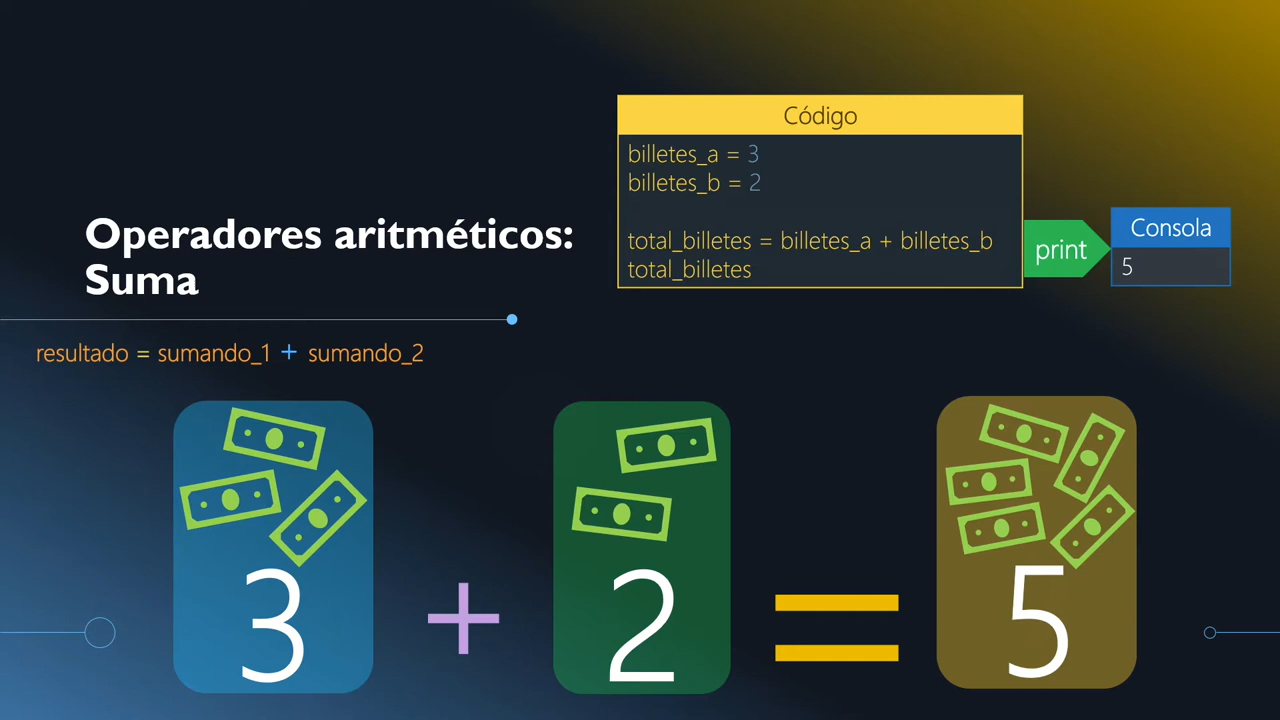 Operadores aritméticos:
Suma
resultado = sumando_1 + sumando_2
Código
billetes_a = 3
billetes_b = 2
total_billetes = billetes_a + billetes_b
total_billetes
print
Consola
5
3 + 2 = 5